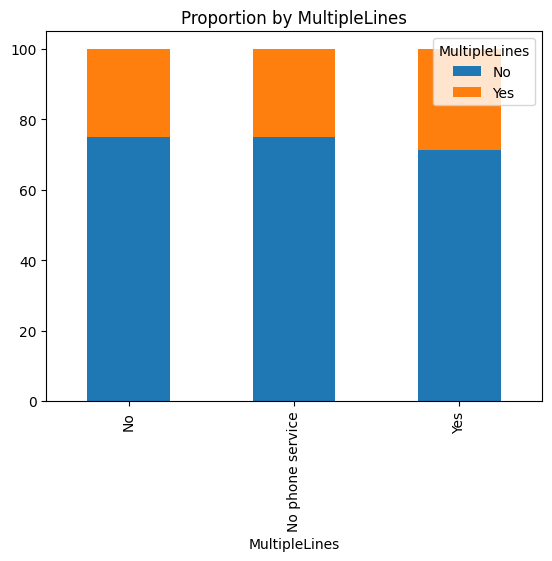 Proportion by MultipleLines
100
80
60
40
20
0
MultipleLines
No
Yes
No
No phone service
Yes
MultipleLines